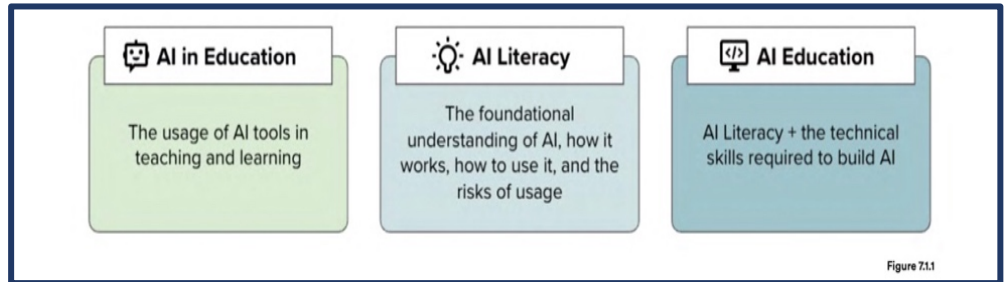 AI in Education
The usage of AI tools in
teaching and learning
AI Literacy
The foundational
understanding of AI, how it
works, how to use it, and the
risks of usage
AI Education
AI Literacy + the technical
skills required to build AI
Figure 7.1.1